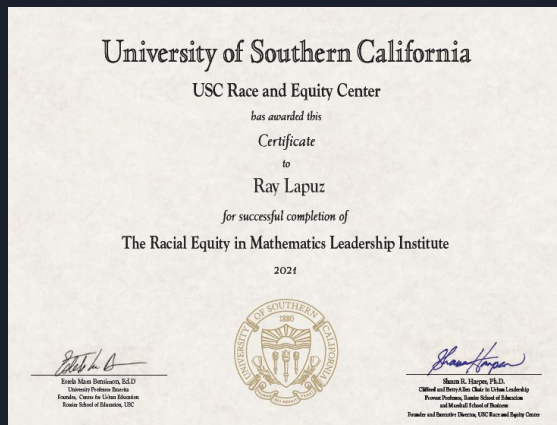 University of Southern California
USC Race and Equity Center
has awarded this
Certificate
to
Ray Lapuz
for successful completion of
The Racial Equity in Mathematics Leadership Institute
2021
UNIVERSITY OF SOUTHERN CALIFORNIA
1880
Estela Mara Bensimon, Ed.D
University Professor Emerita
Founder, Center for Urban Education
Rossier School of Education, USC
Shaun R. Harper, Ph.D.
Clifford and Betty Allen Chair in Urban Leadership
Provost Professor, Rossier School of Education
and Marshall School of Business
Founder and Executive Director, USC Race and Equity Center